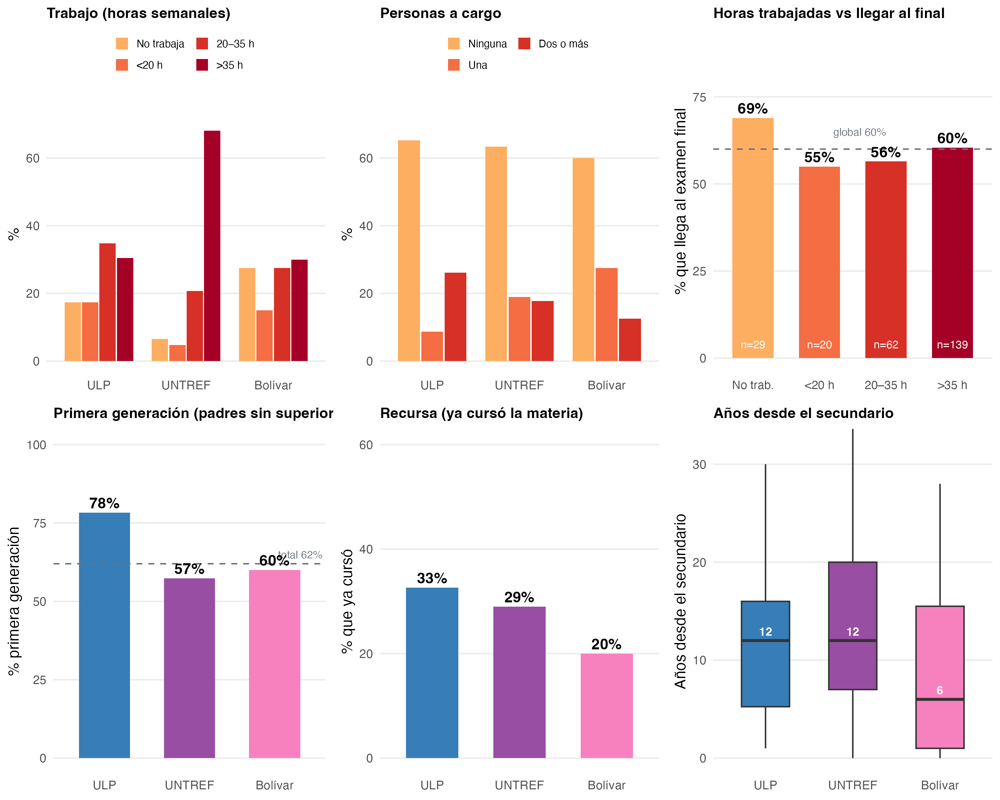 Trabajo (horas semanales)
No trabaja
20–35 h
<20 h
>35 h
%
60
40
20
0
ULP
UNTREF
Bolívar
Personas a cargo
Ninguna
Dos o más
Una
%
60
40
20
0
ULP
UNTREF
Bolívar
Horas trabajadas vs llegar al final
% que llega al examen final
75
50
25
0
69%
55%
56%
60%
global 60%
n=29
n=20
n=62
n=139
No trab.
<20 h
20–35 h
>35 h
Primera generación (padres sin superior
% primera generación
100
75
50
25
0
78%
57%
60%
total 62%
ULP
UNTREF
Bolívar
Recursa (ya cursó la materia)
% que ya cursó
60
40
20
0
33%
29%
20%
ULP
UNTREF
Bolívar
Años desde el secundario
Años desde el secundario
30
20
10
0
12
12
6
ULP
UNTREF
Bolívar